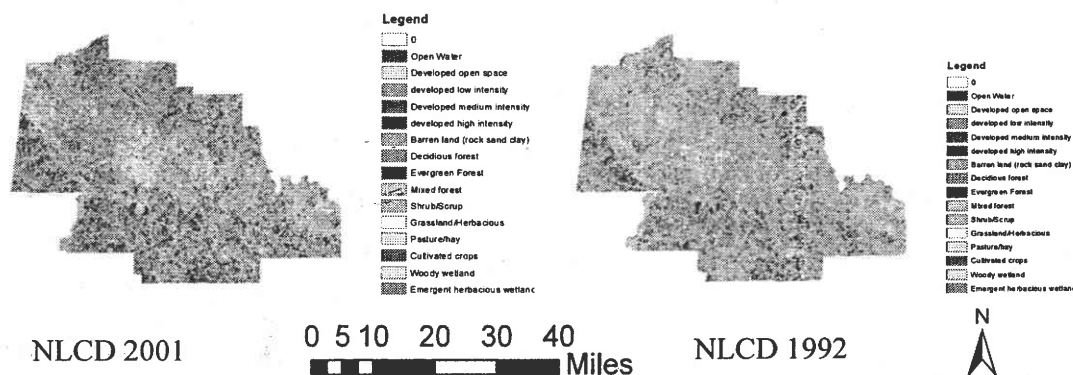 Legend
0
Open Water
Developed open space
developed low intensity
Developed medium intensity
developed high intensity
Barren land (rock sand clay)
Decidious forest
Evergreen Forest
Mixed forest
Shrub/Scrup
Grassland/Herbacious
Pasture/hay
Cultivated crops
Woody wetland
Emergent herbacious wetlanc
NLCD 2001
0 5 10 20 30 40
Miles
Legend
0
Open Water
Developed open space
developed low intensity
Developed medium intensity
developed high intensity
Barren land (rock sand clay)
Decidious forest
Evergreen Forest
Mixed forest
Shrub/Scrup
Grassland/Herbacious
Pasture/hay
Cultivated crops
Woody wetland
Emergent herbacious wetland
NLCD 1992
N